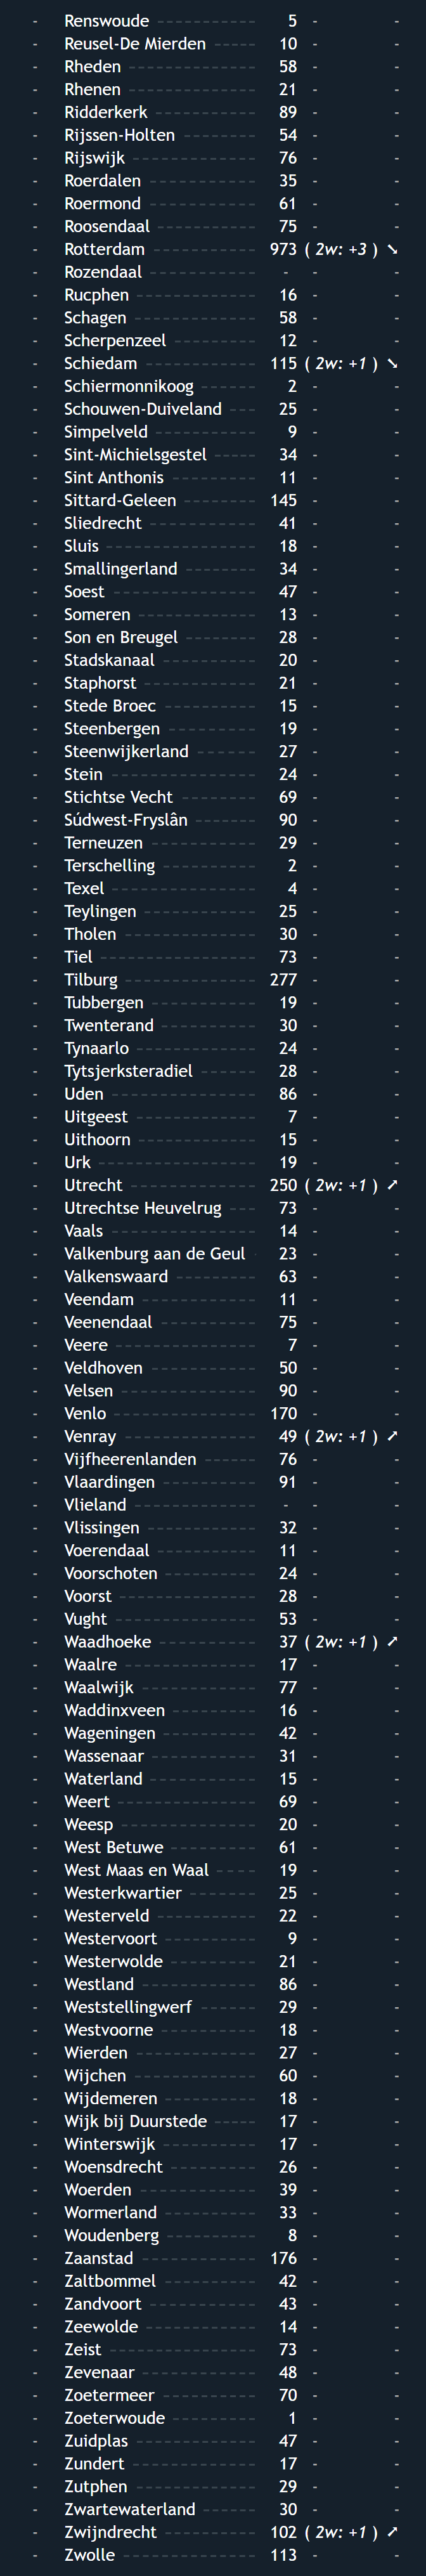 - Renswoude ----------- 5 - -
- Reusel-De Mierden ----- 10 - -
- Rheden -------------- 58 - -
- Rhenen -------------- 21 - -
- Ridderkerk ----------- 89 - -
- Rijssen-Holten -------- 54 - -
- Rijswijk ------------- 76 - -
- Roerdalen ----------- 35 - -
- Roermond ----------- 61 - -
- Roosendaal ---------- 75 - -
- Rotterdam ----------- 973 ( 2w: +3 ) ➘
- Rozendaal ----------- - - -
- Rucphen ------------ 16 - -
- Schagen ------------- 58 - -
- Scherpenzeel --------- 12 - -
- Schiedam ------------ 115 ( 2w: +1 ) ➘
- Schiermonnikoog ------ 2 - -
- Schouwen-Duiveland --- 25 - -
- Simpelveld ----------- 9 - -
- Sint-Michielsgestel ----- 34 - -
- Sint Anthonis --------- 11 - -
- Sittard-Geleen -------- 145 - -
- Sliedrecht ------------ 41 - -
- Sluis ---------------- 18 - -
- Smallingerland -------- 34 - -
- Soest ---------------- 47 - -
- Someren ------------- 13 - -
- Son en Breugel -------- 28 - -
- Stadskanaal ---------- 20 - -
- Staphorst ------------ 21 - -
- Stede Broec ---------- 15 - -
- Steenbergen --------- 19 - -
- Steenwijkerland ------ 27 - -
- Stein --------------- 24 - -
- Stichtse Vecht -------- 69 - -
- Súdwest-Fryslân ------- 90 - -
- Terneuzen ----------- 29 - -
- Terschelling ---------- 2 - -
- Texel --------------- 4 - -
- Teylingen ------------ 25 - -
- Tholen -------------- 30 - -
- Tiel ----------------- 73 - -
- Tilburg -------------- 277 - -
- Tubbergen ----------- 19 - -
- Twenterand ---------- 30 - -
- Tynaarlo ------------ 24 - -
- Tytsjerksteradiel ------ 28 - -
- Uden --------------- 86 - -
- Uitgeest ------------- 7 - -
- Uithoorn ------------ 15 - -
- Urk ----------------- 19 - -
- Utrecht ------------- 250 ( 2w: +1 ) ➚
- Utrechtse Heuvelrug --- 73 - -
- Vaals --------------- 14 - -
- Valkenburg aan de Geul - 23 - -
- Valkenswaard -------- 63 - -
- Veendam ------------ 11 - -
- Veenendaal ---------- 75 - -
- Veere --------------- 7 - -
- Veldhoven ----------- 50 - -
- Velsen -------------- 90 - -
- Venlo --------------- 170 - -
- Venray -------------- 49 ( 2w: +1 ) ➚
- Vijfheerenlanden ------ 76 - -
- Vlaardingen ---------- 91 - -
- Vlieland ------------- - - -
- Vlissingen ----------- 32 - -
- Voerendaal ---------- 11 - -
- Voorschoten --------- 24 - -
- Voorst -------------- 28 - -
- Vught --------------- 53 - -
- Waadhoeke ---------- 37 ( 2w: +1 ) ➚
- Waalre -------------- 17 - -
- Waalwijk ------------ 77 - -
- Waddinxveen -------- 16 - -
- Wageningen --------- 42 - -
- Wassenaar ----------- 31 - -
- Waterland ----------- 15 - -
- Weert -------------- 69 - -
- Weesp -------------- 20 - -
- West Betuwe --------- 61 - -
- West Maas en Waal ---- 19 - -
- Westerkwartier ------- 25 - -
- Westerveld ---------- 22 - -
- Westervoort --------- 9 - -
- Westerwolde --------- 21 - -
- Westland ------------ 86 - -
- Weststellingwerf ------ 29 - -
- Westvoorne ---------- 18 - -
- Wierden ------------ 27 - -
- Wijchen ------------- 60 - -
- Wijdemeren --------- 18 - -
- Wijk bij Duurstede ----- 17 - -
- Winterswijk ---------- 17 - -
- Woensdrecht --------- 26 - -
- Woerden ------------ 39 - -
- Wormerland --------- 33 - -
- Woudenberg --------- 8 - -
- Zaanstad ------------ 176 - -
- Zaltbommel ---------- 42 - -
- Zandvoort ----------- 43 - -
- Zeewolde ----------- 14 - -
- Zeist --------------- 73 - -
- Zevenaar ------------ 48 - -
- Zoetermeer ---------- 70 - -
- Zoeterwoude --------- 1 - -
- Zuidplas ------------ 47 - -
- Zundert ------------- 17 - -
- Zutphen ------------ 29 - -
- Zwartewaterland ------ 30 - -
- Zwijndrecht ---------- 102 ( 2w: +1 ) ➚
- Zwolle -------------- 113 - -